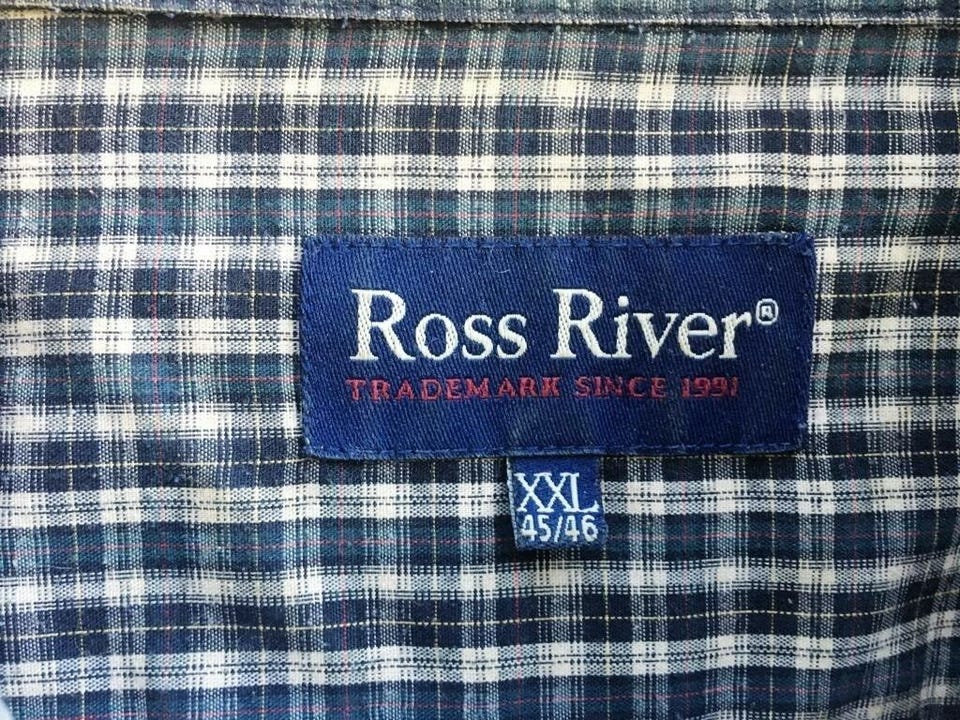 Ross River®
TRADEMARK SINCE 1991
XXL
45/46